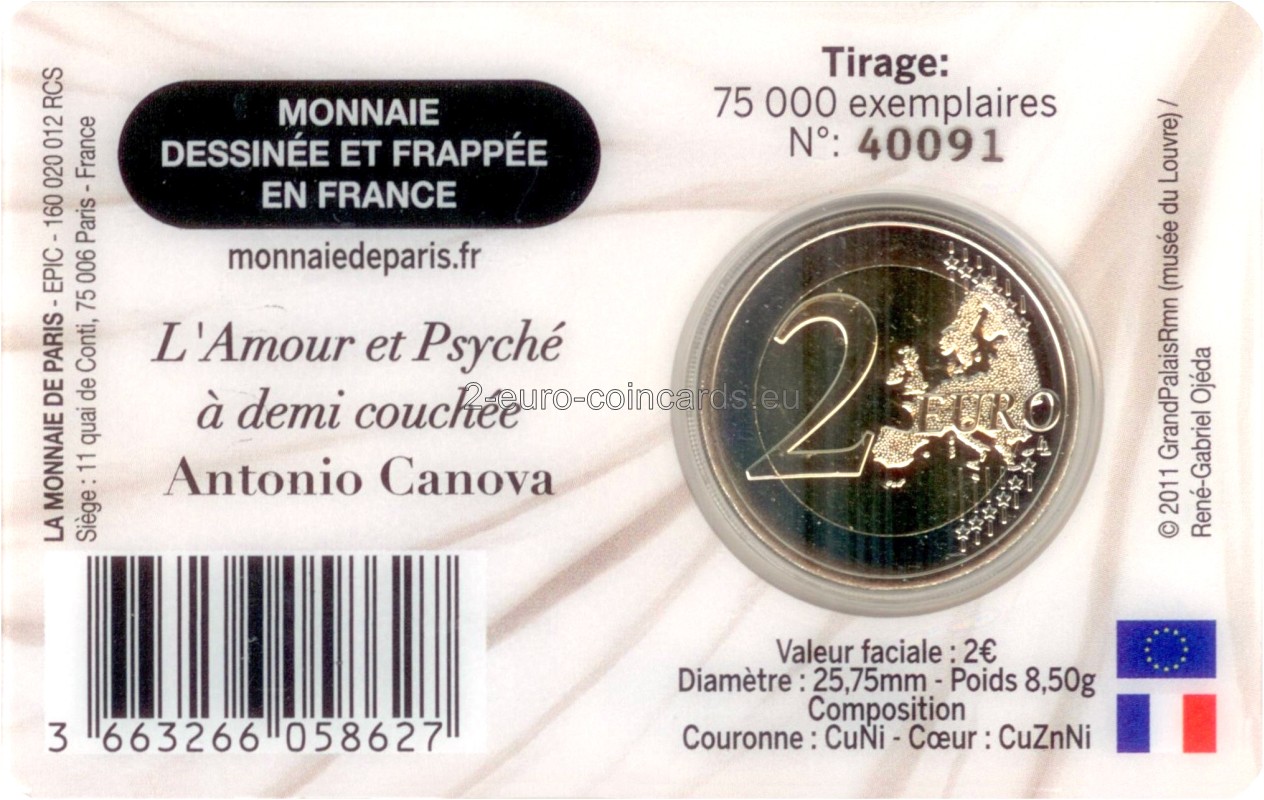 LA MONNAIE DE PARIS - EPIC - 160 020 012 RCS
Siège : 11 quai de Conti, 75 006 Paris - France
MONNAIE
DESSINÉE ET FRAPPÉE
EN FRANCE
monnaiedeparis.fr
L'Amour et Psyché
à demi couchée
Antonio Canova
2-euro-coincards.eu
3 663266 058627
Tirage:
75 000 exemplaires
N°: 40091
2 EURO
Valeur faciale : 2€
Diamètre : 25,75mm - Poids 8,50g
Composition
Couronne : CuNi - Cœur : CuZnNi
© 2011 GrandPalaisRmn (musée du Louvre) /
René-Gabriel Ojéda